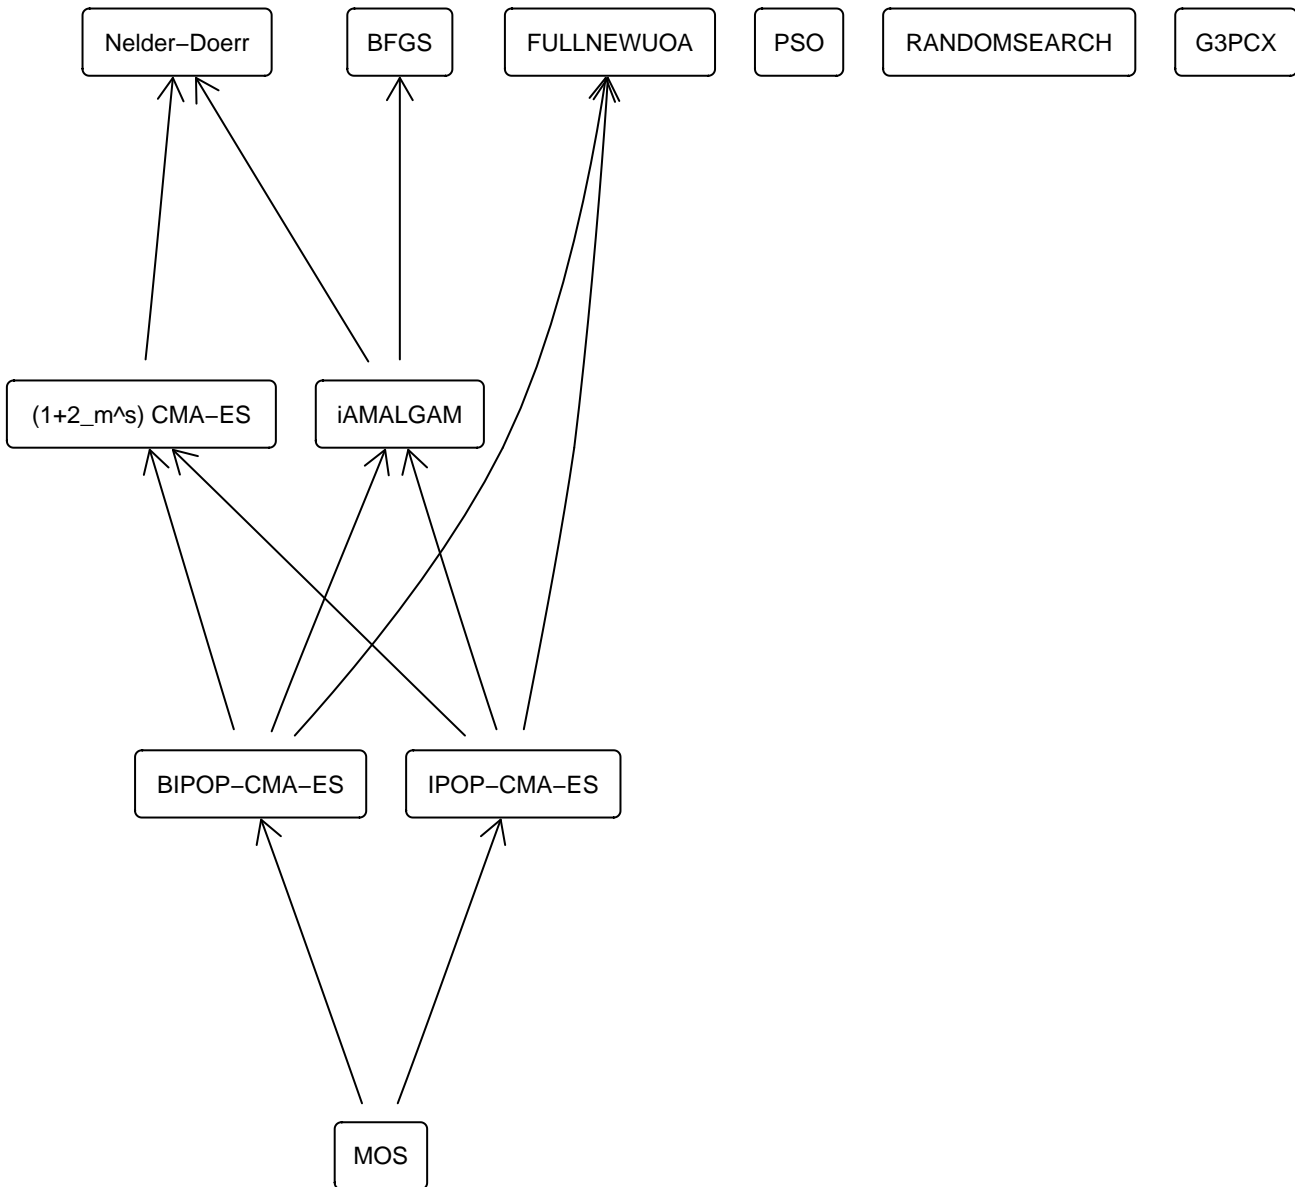 Nelder−Doerr
BFGS
FULLNEWUOA
PSO
RANDOMSEARCH
G3PCX
(1+2_m^s) CMA−ES
iAMALGAM
BIPOP−CMA−ES
IPOP−CMA−ES
MOS